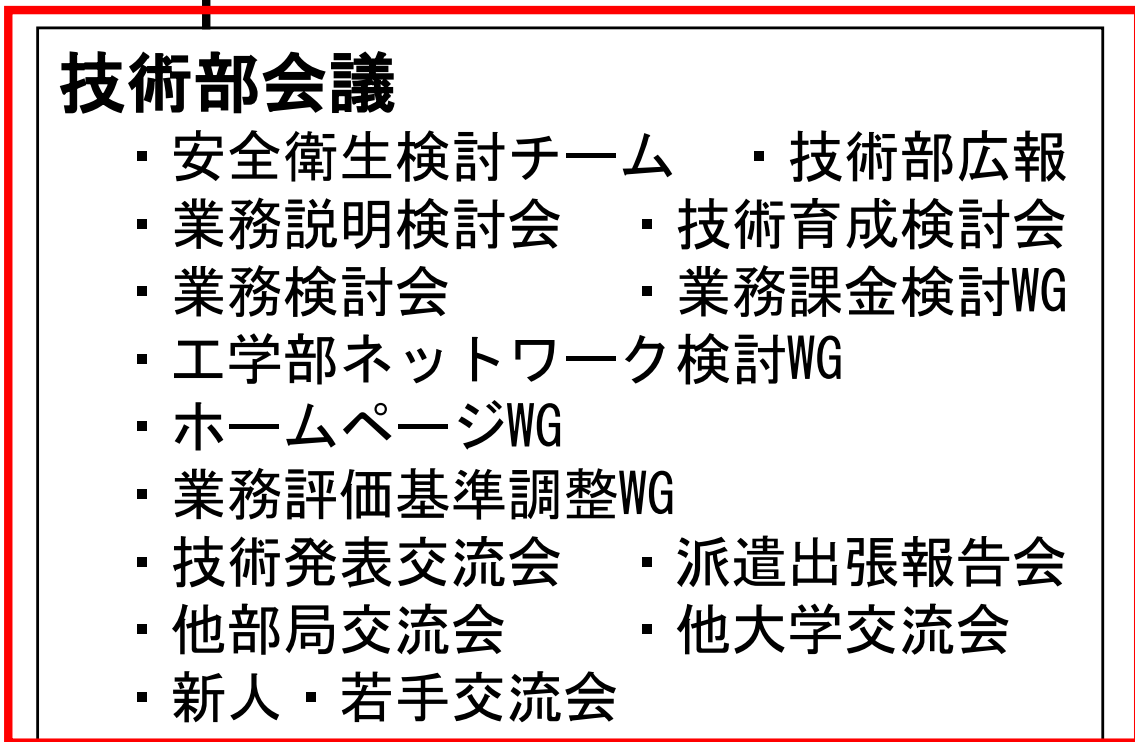 技術部会議
・安全衛生検討チーム ・技術部広報
・業務説明検討会 ・技術育成検討会
・業務検討会 ・業務課金検討WG
・工学部ネットワーク検討WG
・ホームページWG
・業務評価基準調整WG
・技術発表交流会 ・派遣出張報告会
・他部局交流会 ・他大学交流会
・新人・若手交流会